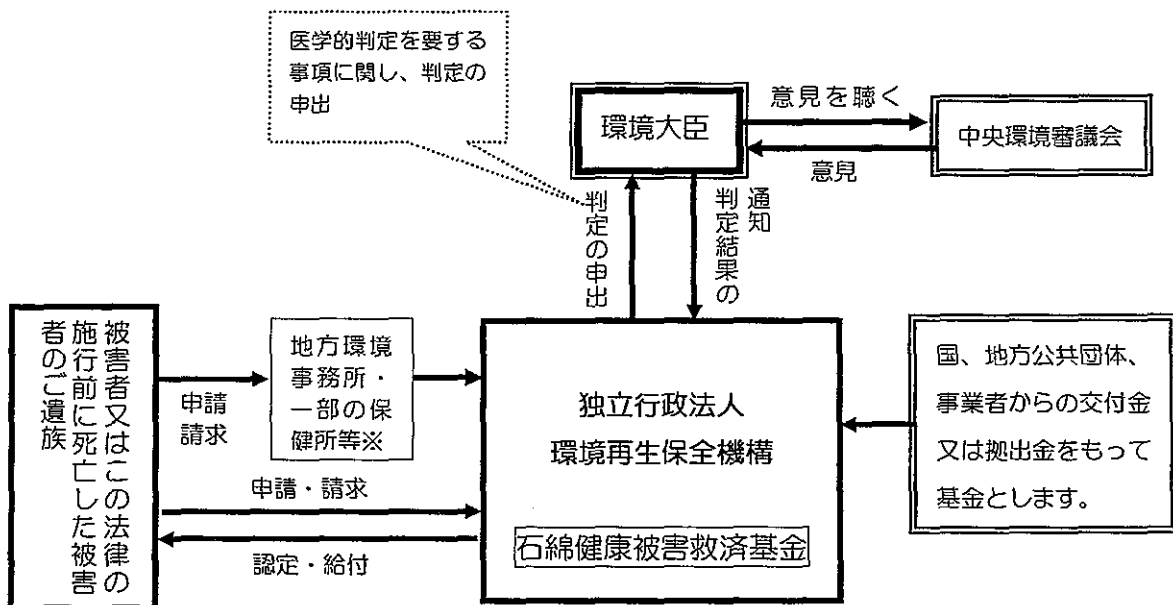 医学的判定を要する
事項に関し、判定の
申出
環境大臣
意見を聴く
意見
中央環境審議会
判定の申出
判定結果の
通知
被害者又はこの法律の
施行前に死亡した被害
者のご遺族
申請
請求
地方環境
事務所・
一部の保
健所等※
申請・請求
認定・給付
独立行政法人
環境再生保全機構
石綿健康被害救済基金
国、地方公共団体、
事業者からの交付金
又は拠出金をもって
基金とします。